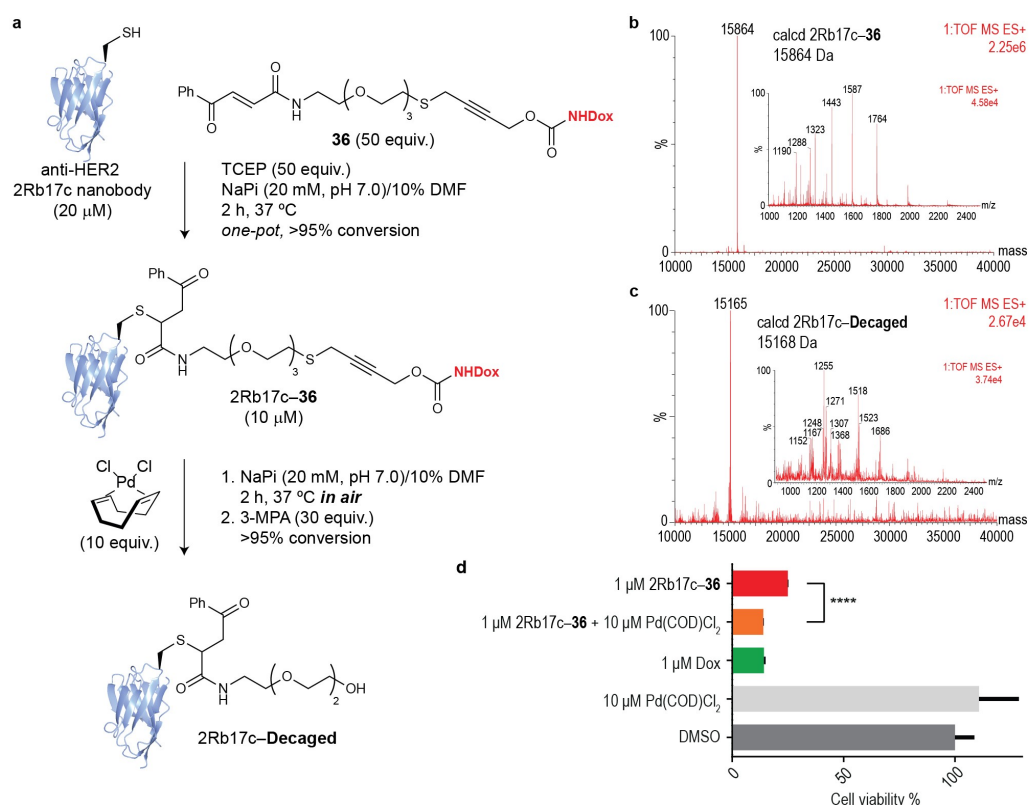 a
SH
Ph
O
O
N
H
O
3
S
O
O
NHDox
36 (50 equiv.)
anti-HER2
2Rb17c nanobody
(20 μM)
TCEP (50 equiv.)
NaPi (20 mM, pH 7.0)/10% DMF
2 h, 37 ºC
one-pot, >95% conversion
Ph
O
S
O
N
H
O
3
S
O
O
NHDox
2Rb17c–36
(10 μM)
Cl
Cl
Pd
(10 equiv.)
1. NaPi (20 mM, pH 7.0)/10% DMF
2 h, 37 ºC in air
2. 3-MPA (30 equiv.)
>95% conversion
Ph
O
S
O
N
H
O
2
OH
2Rb17c–Decaged
b
100
%
0
15864
calcd 2Rb17c–36
15864 Da
1:TOF MS ES+
2.25e6
1:TOF MS ES+
4.58e4
100
%
0
1190
1288
1323
1443
1587
1764
1000 1200 1400 1600 1800 2000 2200 2400
m/z
10000 15000 20000 25000 30000 35000 40000
mass
c
100
%
0
15165
calcd 2Rb17c–Decaged
15168 Da
1:TOF MS ES+
2.67e4
1:TOF MS ES+
3.74e4
100
%
0
1152
1167
1248
1255
1271
1307
1368
1518
1523
1686
1000 1200 1400 1600 1800 2000 2200 2400
m/z
10000 15000 20000 25000 30000 35000 40000
mass
d
1 μM 2Rb17c–36
1 μM 2Rb17c–36 + 10 μM Pd(COD)Cl2
1 μM Dox
10 μM Pd(COD)Cl2
DMSO
****
0
50
100
Cell viability %